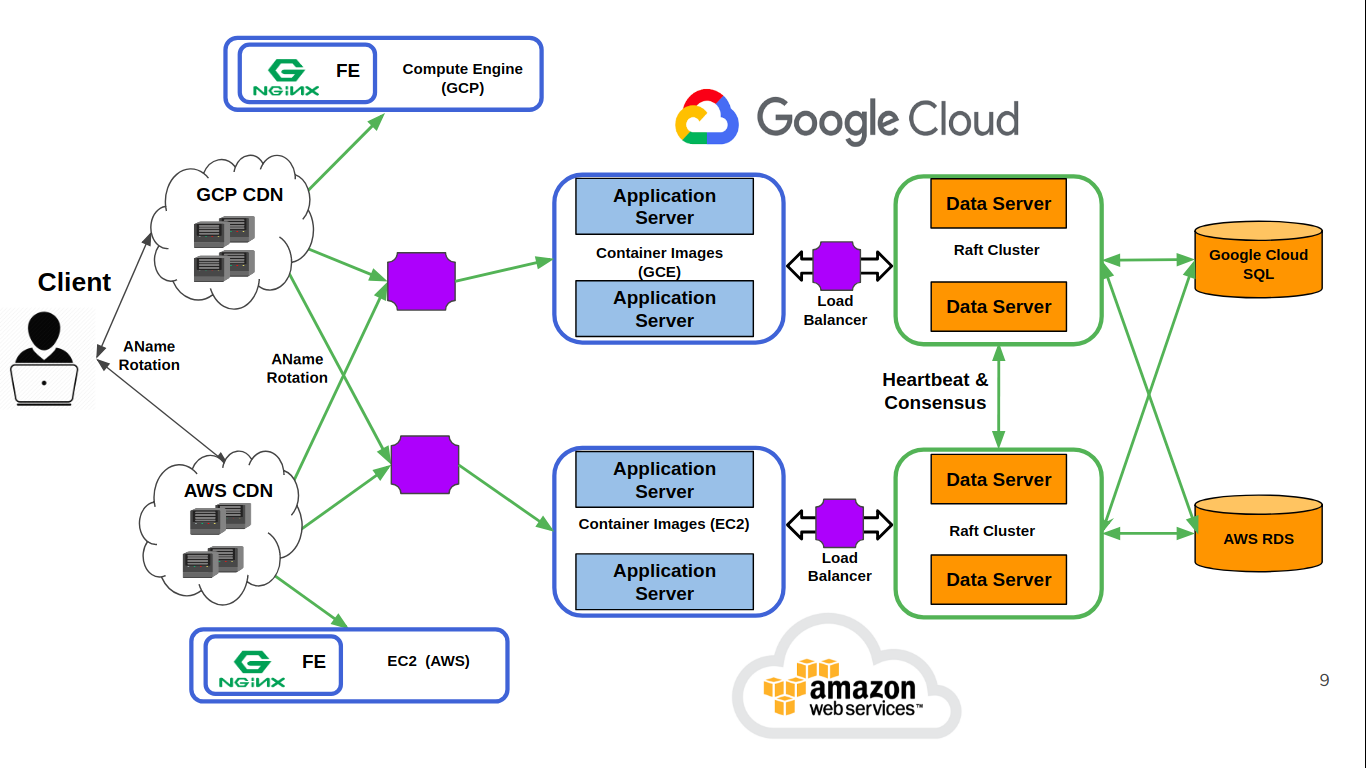 FE
Compute Engine
(GCP)
NGiNX
Google Cloud
GCP CDN
Application
Server
Container Images
(GCE)
Application
Server
Data Server
Raft Cluster
Data Server
Load
Balancer
Google Cloud
SQL
Client
AName
Rotation
AName
Rotation
Heartbeat &
Consensus
AWS CDN
Application
Server
Container Images (EC2)
Application
Server
Data Server
Raft Cluster
Data Server
Load
Balancer
AWS RDS
FE
EC2 (AWS)
NGiNX
amazon
webservices™
9